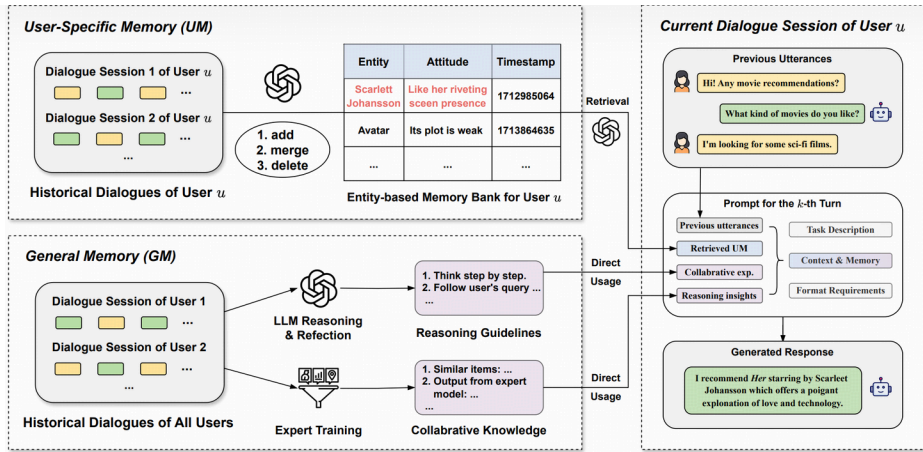 User-Specific Memory (UM)
Dialogue Session 1 of User u
...
Dialogue Session 2 of User u
...
...
Historical Dialogues of User u
1. add
2. merge
3. delete
Entity Attitude Timestamp
Scarlett Johansson Like her riveting sceen presence 1712985064
Avatar Its plot is weak 1713864635
... ... ...
Entity-based Memory Bank for User u
Retrieval
General Memory (GM)
Dialogue Session of User 1
...
Dialogue Session of User 2
...
...
Historical Dialogues of All Users
LLM Reasoning
& Refection
Expert Training
1. Think step by step.
2. Follow user's query ...
...
Reasoning Guidelines
1. Similar items: ...
2. Output from expert
model: ...
...
Collabrative Knowledge
Direct
Usage
Direct
Usage
Current Dialogue Session of User u
Previous Utterances
Hi! Any movie recommendations?
What kind of movies do you like?
I'm looking for some sci-fi films.
Prompt for the k-th Turn
Previous utterances
Retrieved UM
Collabrative exp.
Reasoning insights
Task Description
Context & Memory
Format Requirements
Generated Response
I recommend Her starring by Scarleet
Johansson which offers a poigant
explonation of love and technology.